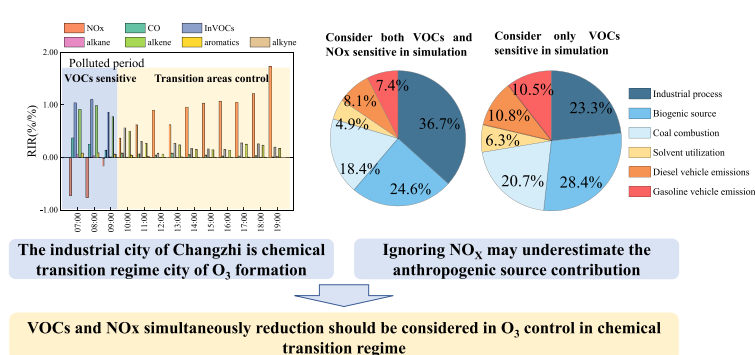 NOx
CO
InVOCs
alkane
alkene
aromatics
alkyne
Polluted period
VOCs sensitive
Transition areas control
2.00
1.00
0.00
-1.00
RIR(%/%)
07:00
08:00
09:00
10:00
11:00
12:00
13:00
14:00
15:00
16:00
17:00
18:00
19:00
Consider both VOCs and
NOx sensitive in simulation
7.4%
8.1%
4.9%
36.7%
18.4%
24.6%
Consider only VOCs
sensitive in simulation
10.5%
10.8%
6.3%
23.3%
20.7%
28.4%
Industrial process
Biogenic source
Coal combustion
Solvent utilization
Diesel vehicle emissions
Gasoline vehicle emission
The industrial city of Changzhi is chemical
transition regime city of O3 formation
Ignoring NOX may underestimate the
anthropogenic source contribution
VOCs and NOx simultaneously reduction should be considered in O3 control in chemical
transition regime